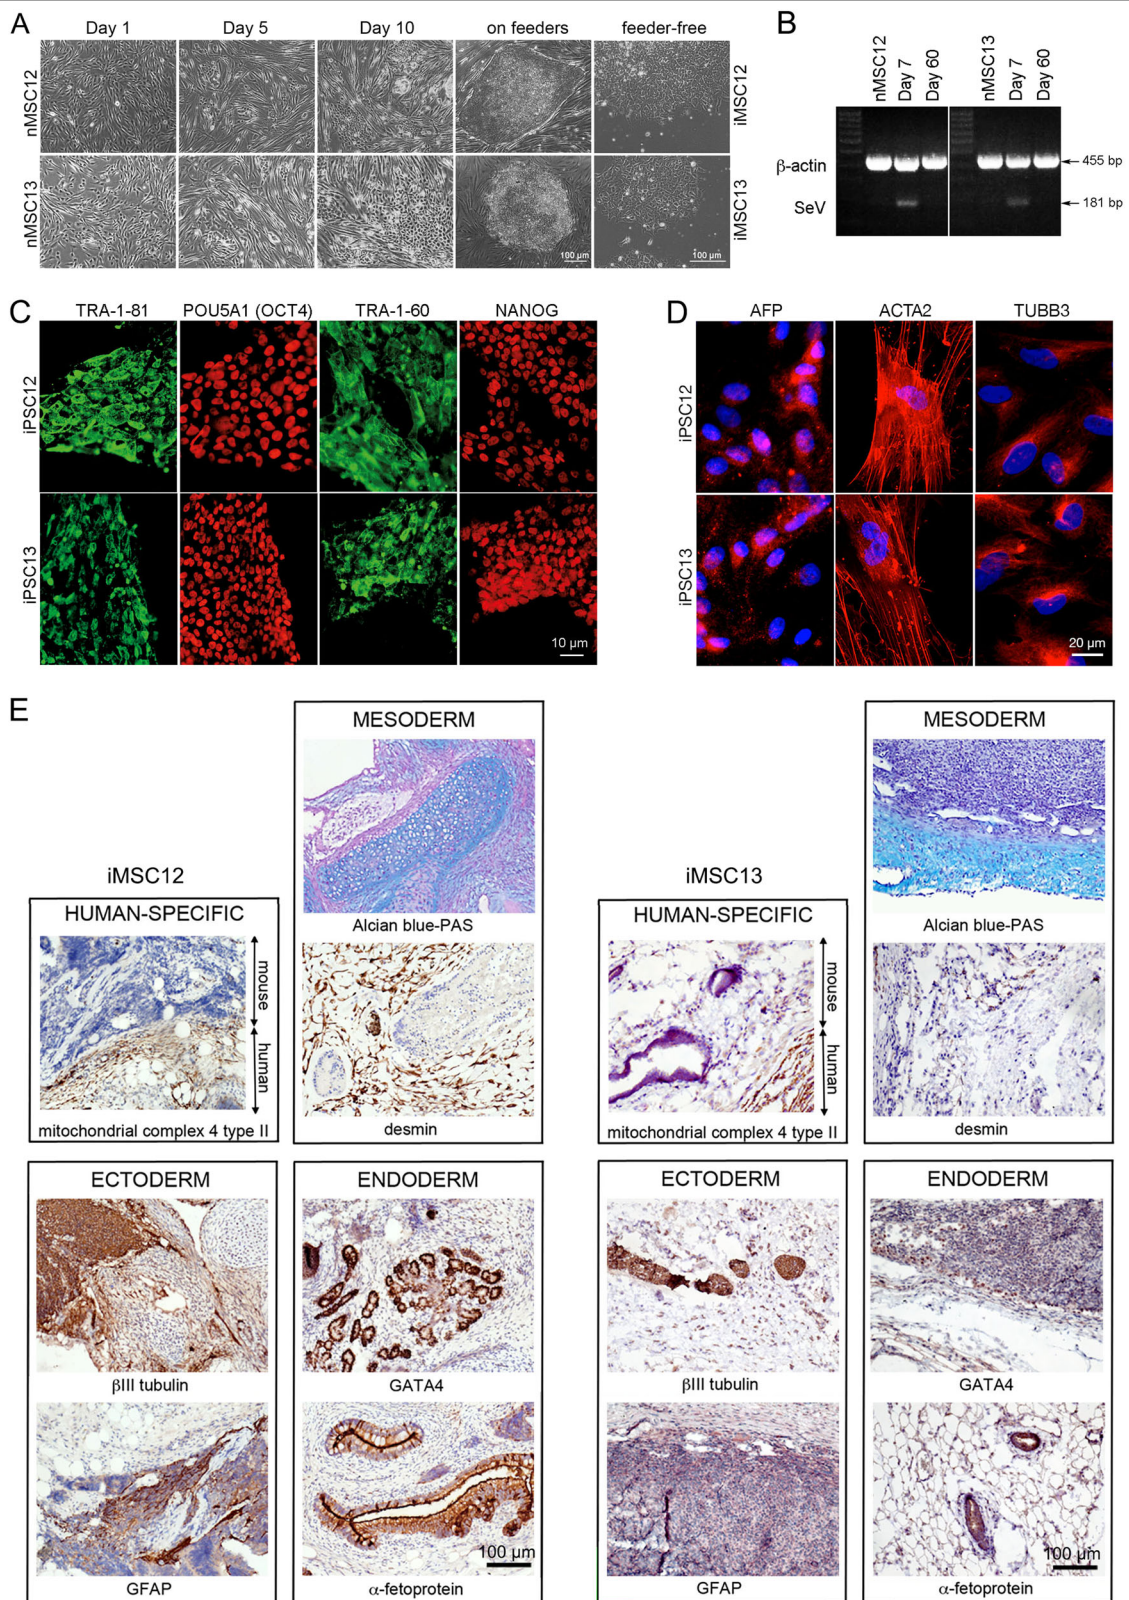 A
Day 1
Day 5
Day 10
on feeders
feeder-free
nMSC12
iMSC12
nMSC13
iMSC13
100 µm
100 µm
B
nMSC12
Day 7
Day 60
nMSC13
Day 7
Day 60
β-actin
455 bp
SeV
181 bp
C
TRA-1-81
POU5A1 (OCT4)
TRA-1-60
NANOG
iPSC12
iPSC13
10 µm
D
AFP
ACTA2
TUBB3
iPSC12
iPSC13
20 µm
E
iMSC12
HUMAN-SPECIFIC
mouse
human
mitochondrial complex 4 type II
MESODERM
Alcian blue-PAS
desmin
ECTODERM
βIII tubulin
GFAP
ENDODERM
GATA4
100 µm
α-fetoprotein
iMSC13
HUMAN-SPECIFIC
mouse
human
mitochondrial complex 4 type II
MESODERM
Alcian blue-PAS
desmin
ECTODERM
βIII tubulin
GFAP
ENDODERM
GATA4
100 µm
α-fetoprotein